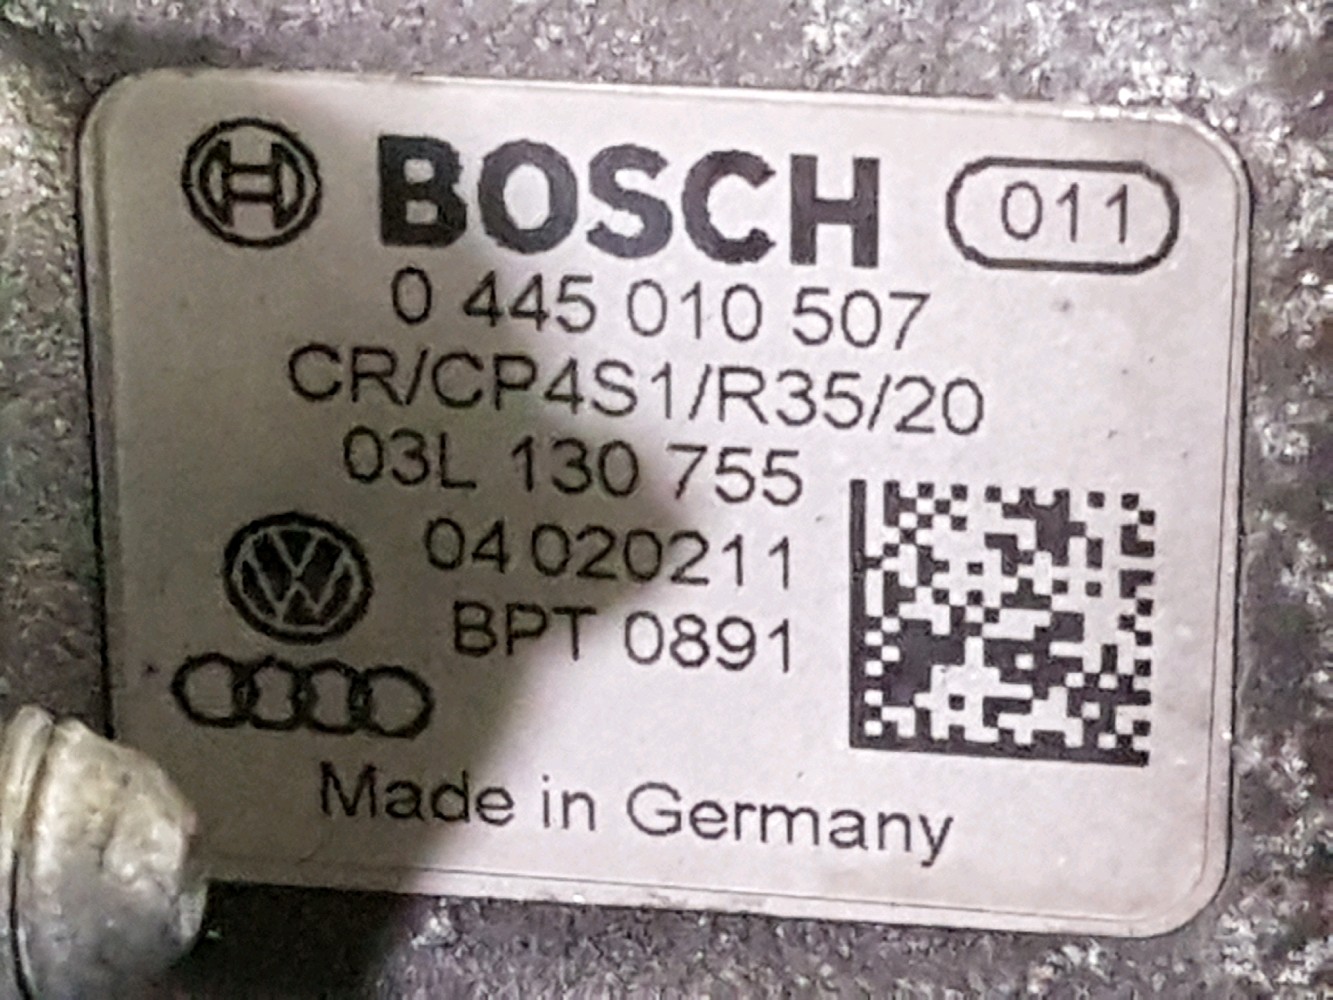 BOSCH 011
0 445 010 507
CR/CP4S1/R35/20
03L 130 755
04 020211
BPT 0891
Made in Germany